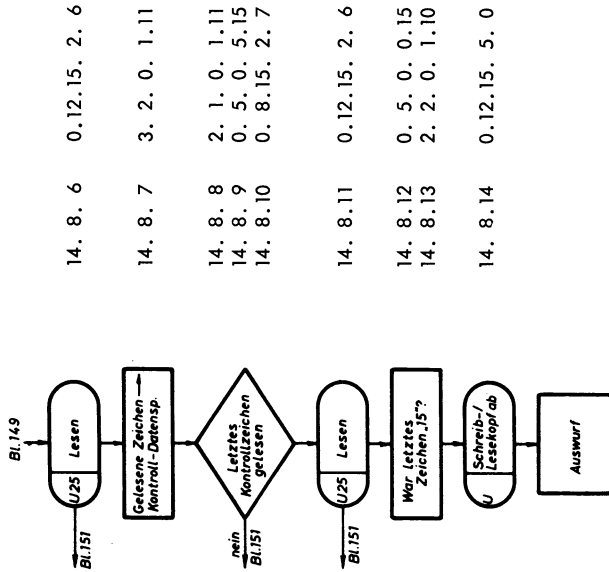 Bl.149
U25 Lesen
Bl.151
14. 8. 6 0.12.15. 2. 6
Gelesene Zeichen →
Kontroll-Datensp.
14. 8. 7 3. 2. 0. 1.11
Letztes
Kontrollzeichen
gelesen
nein
Bl.151
14. 8. 8 2. 1. 0. 1.11
14. 8. 9 0. 5. 0. 5.15
14. 8.10 0. 8.15. 2. 7
U25 Lesen
Bl.151
14. 8.11 0.12.15. 2. 6
War letztes
Zeichen „15"?
14. 8.12 0. 5. 0. 0.15
14. 8.13 2. 2. 0. 1.10
U Schreib-/
Lesekopf ab
14. 8.14 0.12.15. 5. 0
Auswurf